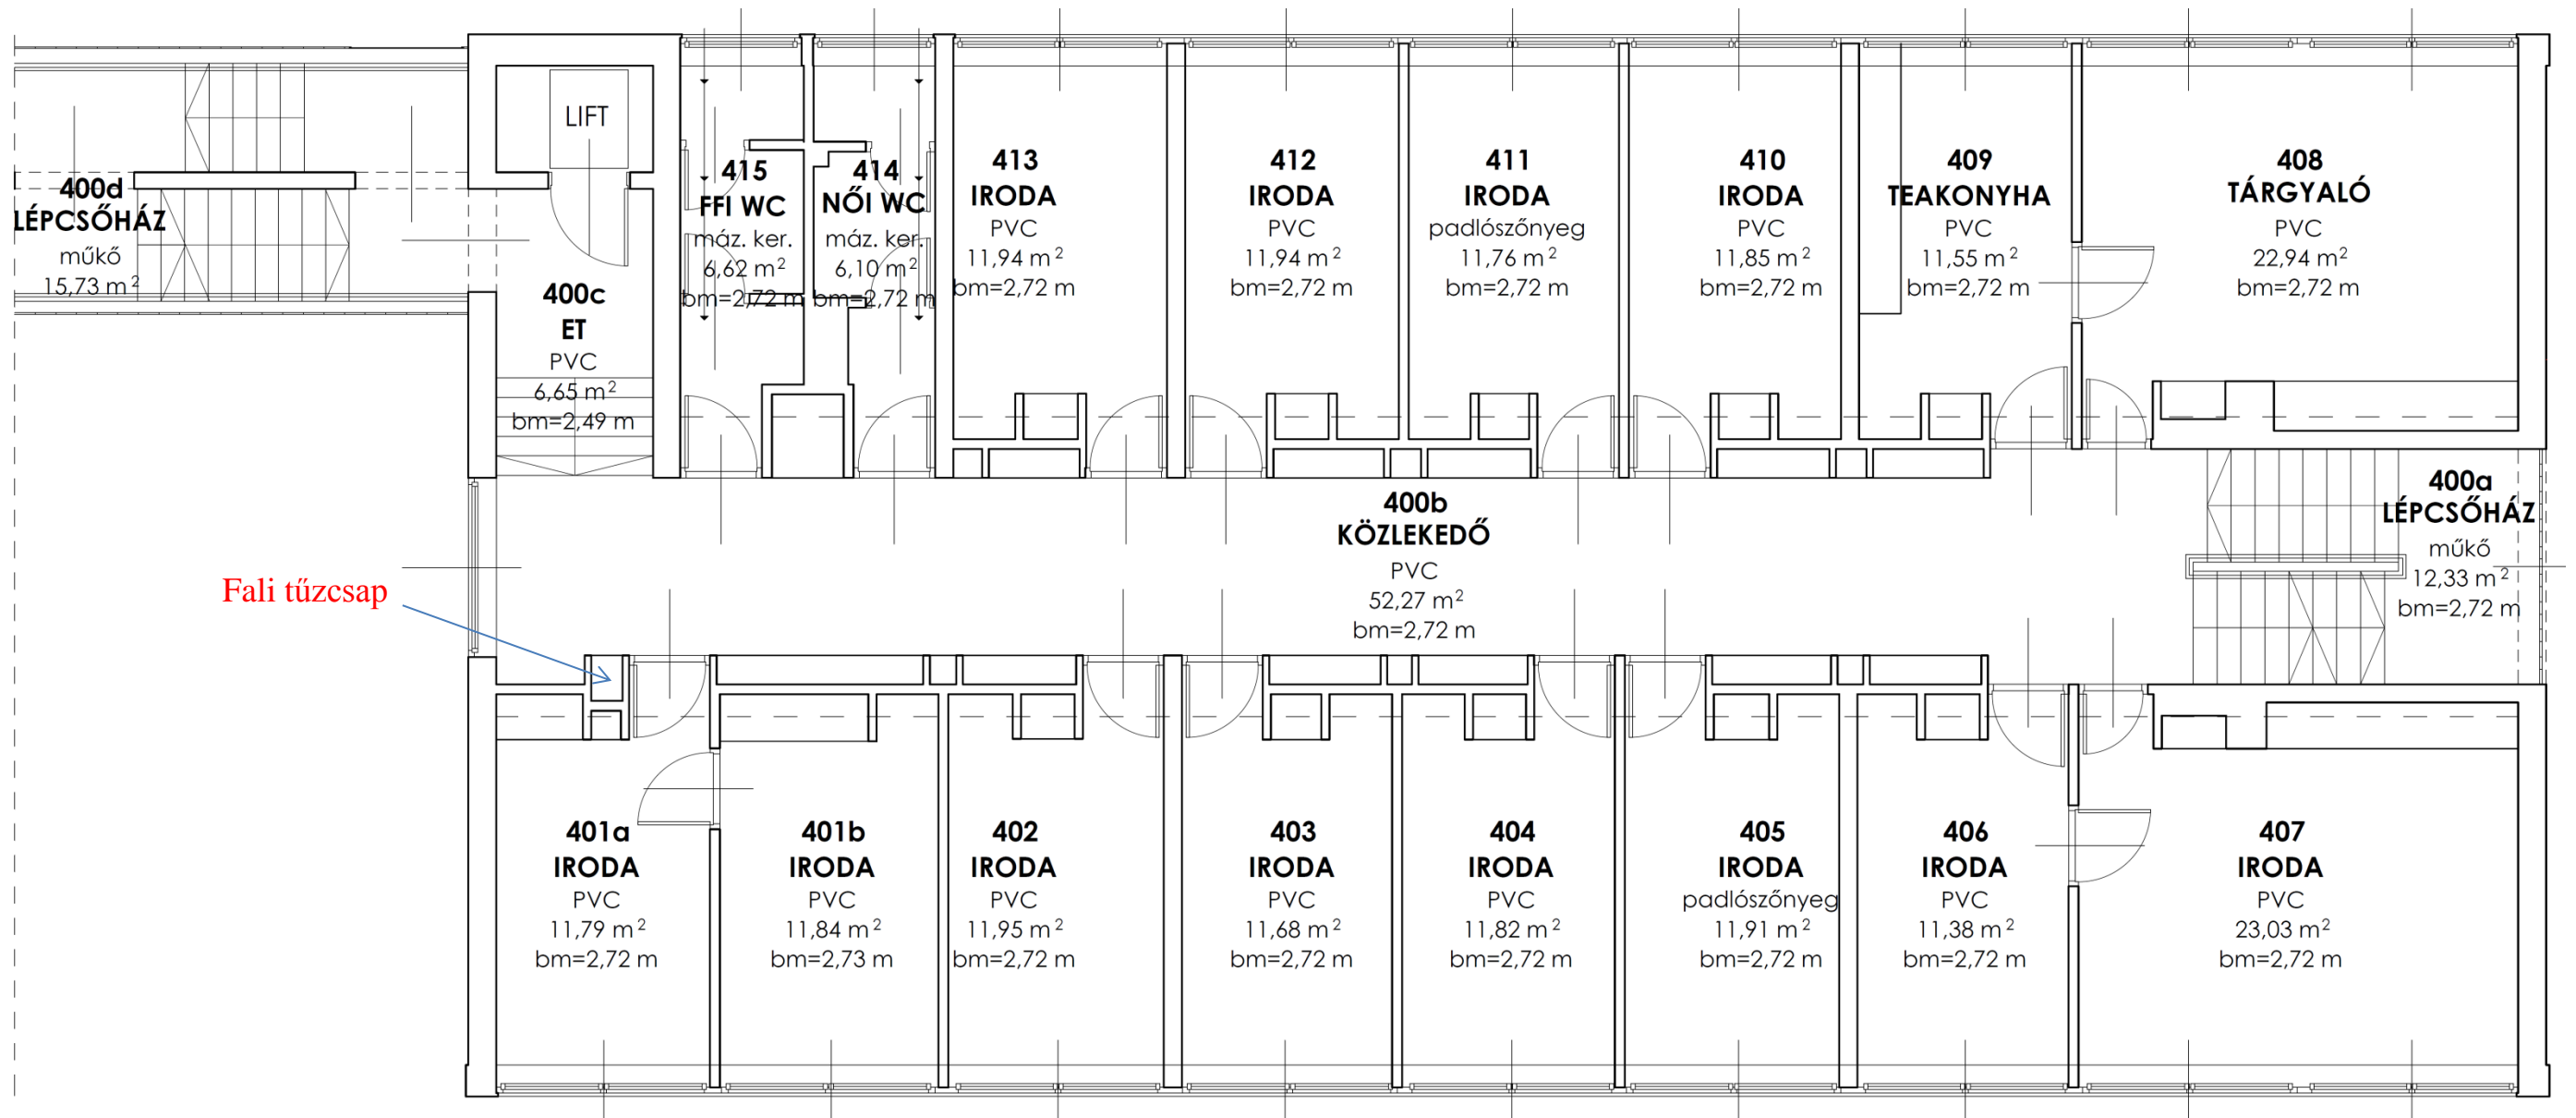 LIFT
400d
LÉPCSŐHÁZ
műkő
15,73 m²
400c
ET
PVC
6,65 m²
bm=2,49 m
415
FFI WC
máz. ker.
6,62 m²
bm=2,72 m
414
NŐI WC
máz. ker.
6,10 m²
bm=2,72 m
413
IRODA
PVC
11,94 m²
bm=2,72 m
412
IRODA
PVC
11,94 m²
bm=2,72 m
411
IRODA
padlószőnyeg
11,76 m²
bm=2,72 m
410
IRODA
PVC
11,85 m²
bm=2,72 m
409
TEAKONYHA
PVC
11,55 m²
bm=2,72 m
408
TÁRGYALÓ
PVC
22,94 m²
bm=2,72 m
400b
KÖZLEKEDŐ
PVC
52,27 m²
bm=2,72 m
400a
LÉPCSŐHÁZ
műkő
12,33 m²
bm=2,72 m
Fali tűzcsap
401a
IRODA
PVC
11,79 m²
bm=2,72 m
401b
IRODA
PVC
11,84 m²
bm=2,73 m
402
IRODA
PVC
11,95 m²
bm=2,72 m
403
IRODA
PVC
11,68 m²
bm=2,72 m
404
IRODA
PVC
11,82 m²
bm=2,72 m
405
IRODA
padlószőnyeg
11,91 m²
bm=2,72 m
406
IRODA
PVC
11,38 m²
bm=2,72 m
407
IRODA
PVC
23,03 m²
bm=2,72 m